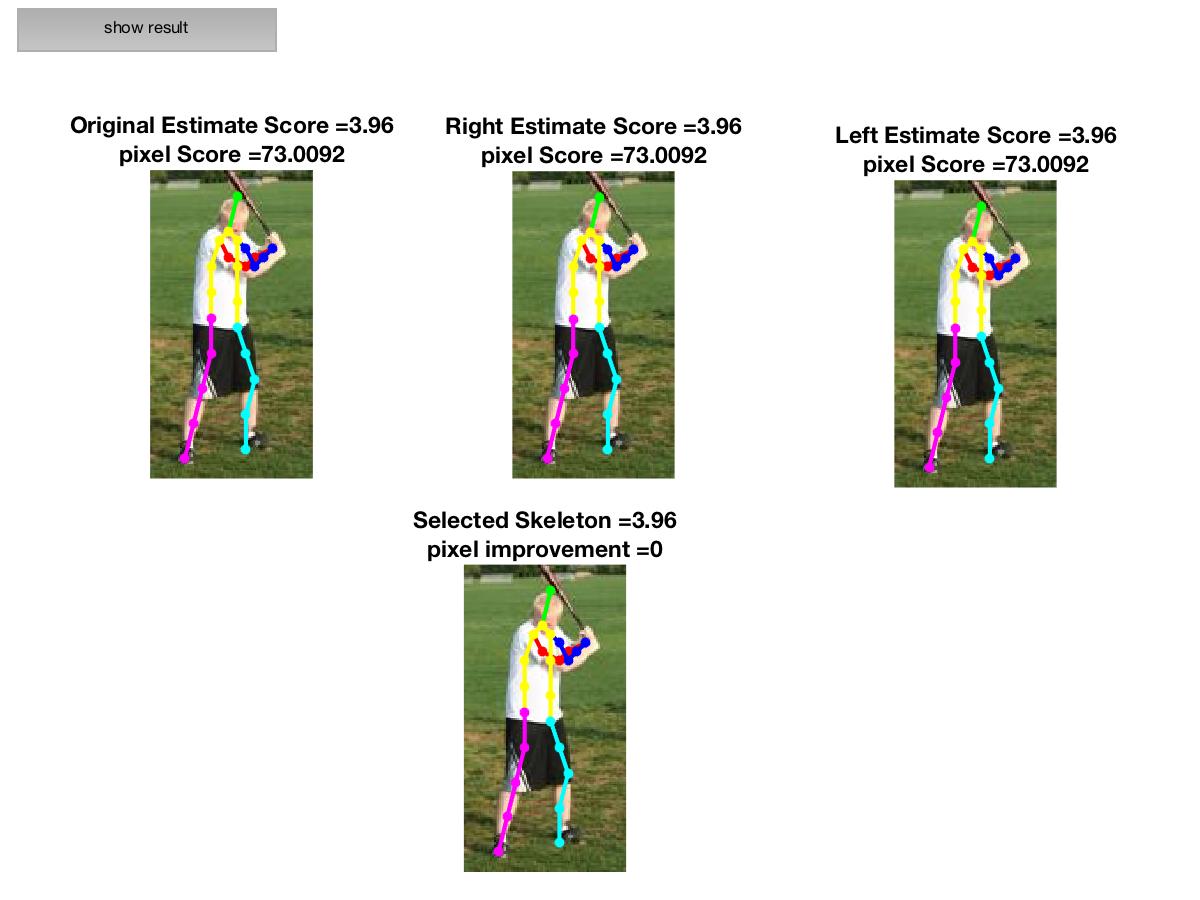 show result
Original Estimate Score =3.96
pixel Score =73.0092
Right Estimate Score =3.96
pixel Score =73.0092
Left Estimate Score =3.96
pixel Score =73.0092
Selected Skeleton =3.96
pixel improvement =0